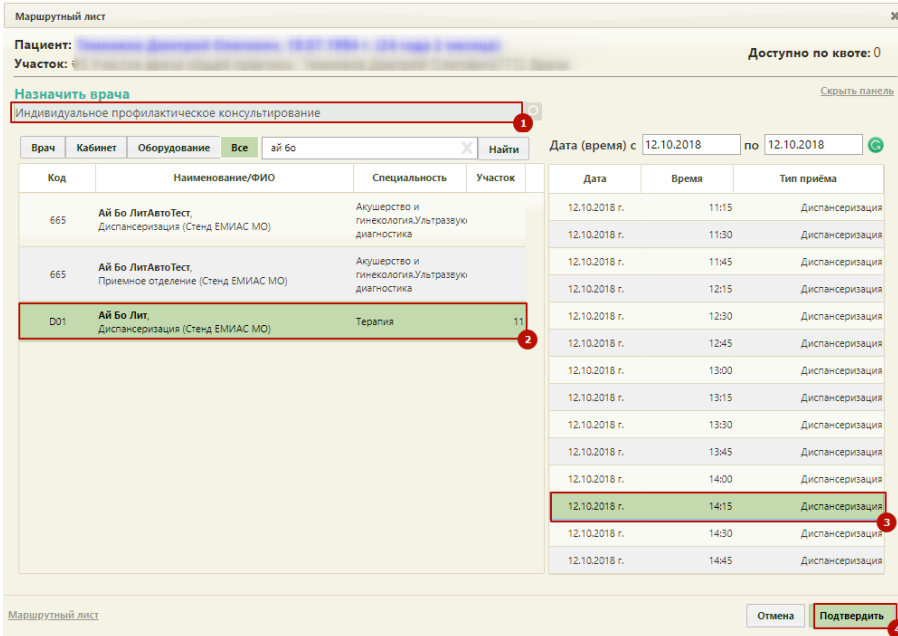 Маршрутный лист
Пациент:
Доступно по квоте: 0
Участок:
Назначить врача
Скрыть панель
Индивидуальное профилактическое консультирование
1
Врач Кабинет Оборудование Все ай бо X Найти
Дата (время) с 12.10.2018 по 12.10.2018
Код Наименование/ФИО Специальность Участок
Дата Время Тип приёма
665
Ай Бо ЛитАвтоТест,
Диспансеризация (Стенд ЕМИАС МО)
Акушерство и
гинекология.Ультразвук
диагностика
665
Ай Бо ЛитАвтоТест,
Приемное отделение (Стенд ЕМИАС МО)
Акушерство и
гинекология.Ультразвук
диагностика
D01
Ай Бо Лит,
Диспансеризация (Стенд ЕМИАС МО)
Терапия
11
2
12.10.2018 г. 11:15 Диспансеризация
12.10.2018 г. 11:30 Диспансеризация
12.10.2018 г. 11:45 Диспансеризация
12.10.2018 г. 12:15 Диспансеризация
12.10.2018 г. 12:30 Диспансеризация
12.10.2018 г. 12:45 Диспансеризация
12.10.2018 г. 13:00 Диспансеризация
12.10.2018 г. 13:15 Диспансеризация
12.10.2018 г. 13:30 Диспансеризация
12.10.2018 г. 13:45 Диспансеризация
12.10.2018 г. 14:00 Диспансеризация
12.10.2018 г. 14:15 Диспансеризация
3
12.10.2018 г. 14:30 Диспансеризация
12.10.2018 г. 14:45 Диспансеризация
Маршрутный лист
Отмена Подтвердить
4